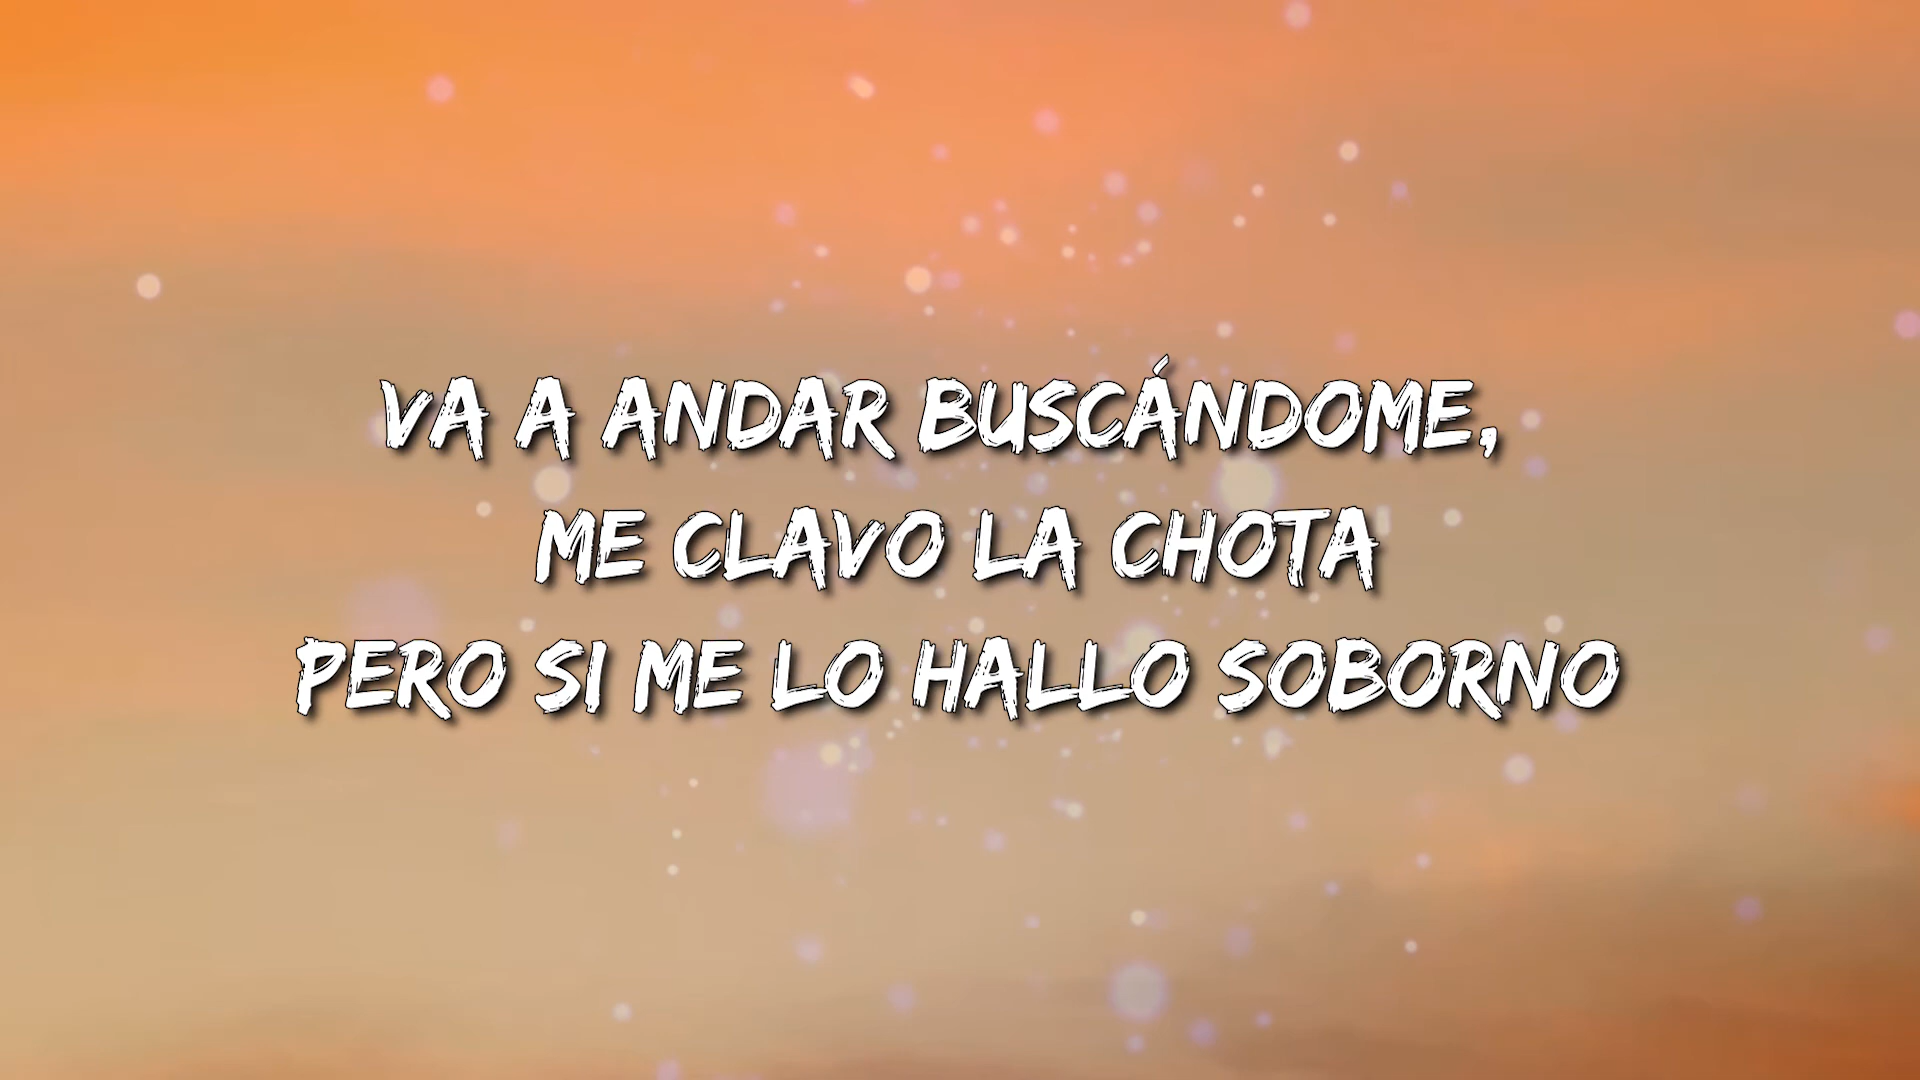 VA A ANDAR BUSCÁNDOME,
ME CLAVO LA CHOTA
PERO SI ME LO HALLO SOBORNO